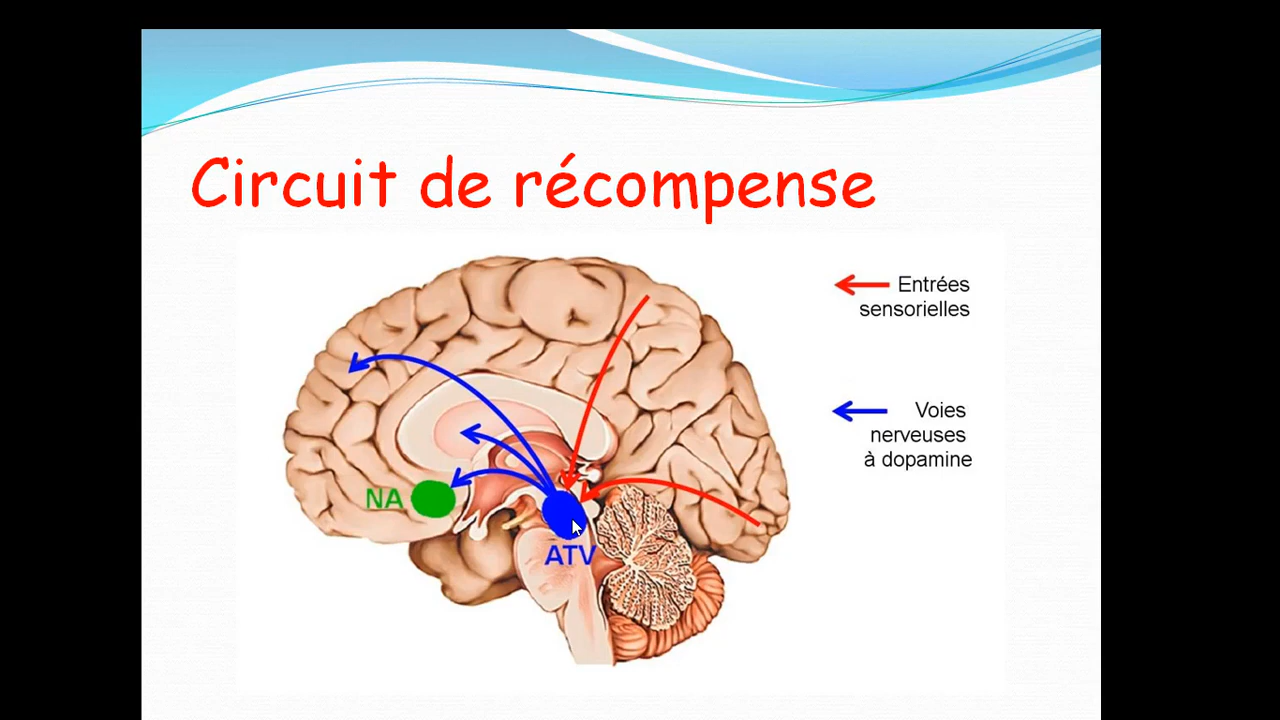 Circuit de récompense
Entrées
sensorielles
Voies
nerveuses
à dopamine
NA
ATV